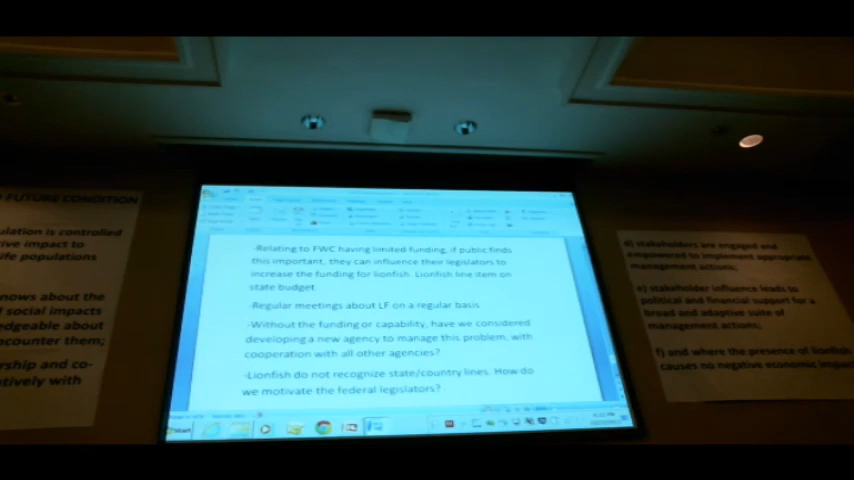 D FUTURE CONDITION
ulation is controlled
ive impact to
ife populations
nows about the
d social impacts
edgeable about
ncounter them;
rship and co-
tively with
-Relating to FWC having limited funding, if public finds
this important, they can influence their legislators to
increase the funding for lionfish. Lionfish line item on
state budget.
-Regular meetings about LF on a regular basis
-Without the funding or capability, have we considered
developing a new agency to manage this problem, with
cooperation with all other agencies?
-Lionfish do not recognize state/country lines. How do
we motivate the federal legislators?
Start
d) stakeholders are engaged and
empowered to implement appropriate
management actions;
e) stakeholder influence leads to
political and financial support for a
broad and adaptive suite of
management actions;
f) and where the presence of lionfish
causes no negative economic impac